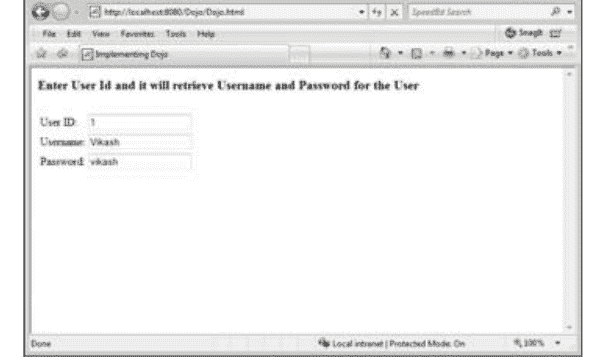 http://localhost:8080/Dojo/Dojo.html
File Edit View Favorites Tools Help
SnagIt
Implementing Dojo
Page Tools
Enter User Id and it will retrieve Username and Password for the User
User ID: 1
Username: Vikash
Password: vikash
Done
Local intranet | Protected Mode: On
100%